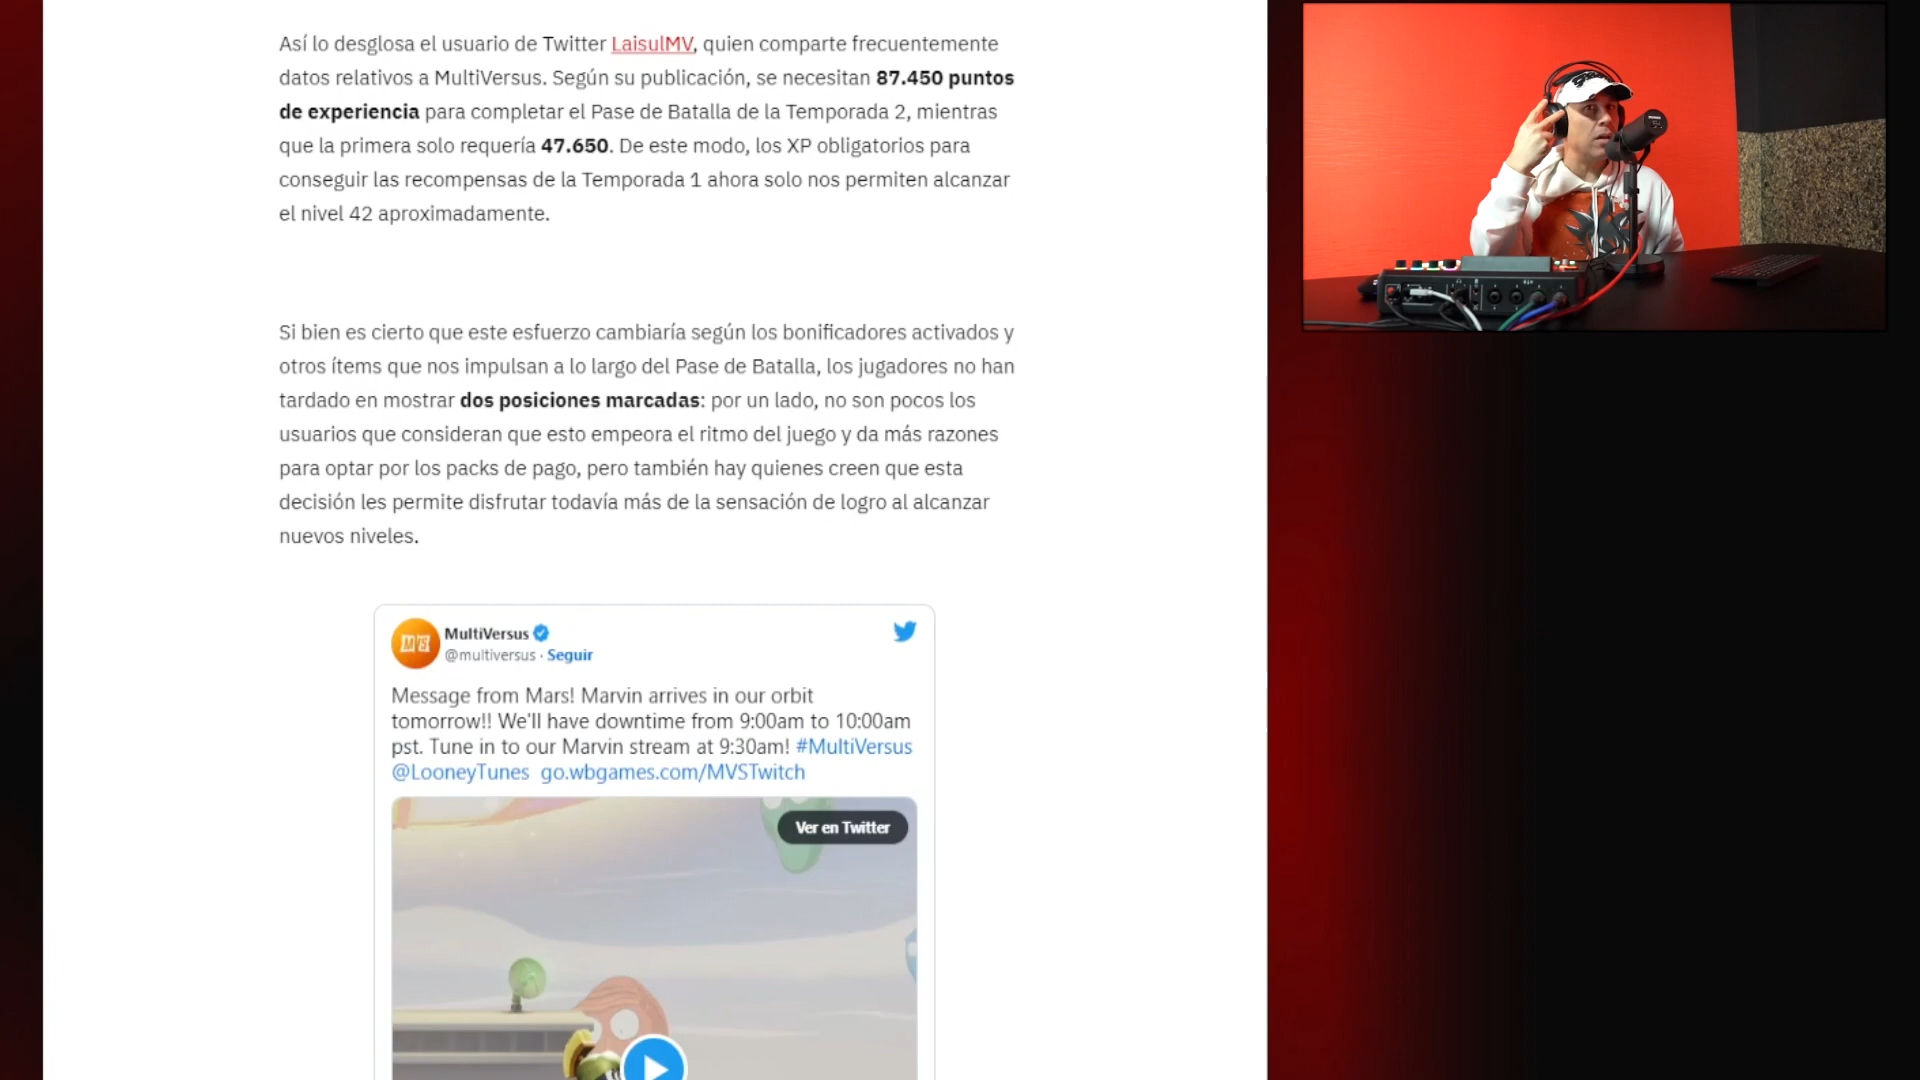 Así lo desglosa el usuario de Twitter LaisulMV, quien comparte frecuentemente
datos relativos a MultiVersus. Según su publicación, se necesitan 87.450 puntos
de experiencia para completar el Pase de Batalla de la Temporada 2, mientras
que la primera solo requería 47.650. De este modo, los XP obligatorios para
conseguir las recompensas de la Temporada 1 ahora solo nos permiten alcanzar
el nivel 42 aproximadamente.
Si bien es cierto que este esfuerzo cambiaría según los bonificadores activados y
otros ítems que nos impulsan a lo largo del Pase de Batalla, los jugadores no han
tardado en mostrar dos posiciones marcadas: por un lado, no son pocos los
usuarios que consideran que esto empeora el ritmo del juego y da más razones
para optar por los packs de pago, pero también hay quienes creen que esta
decisión les permite disfrutar todavía más de la sensación de logro al alcanzar
nuevos niveles.
MultiVersus
@multiversus · Seguir
Message from Mars! Marvin arrives in our orbit
tomorrow!! We'll have downtime from 9:00am to 10:00am
pst. Tune in to our Marvin stream at 9:30am! #MultiVersus
@LooneyTunes go.wbgames.com/MVSTwitch
Ver en Twitter